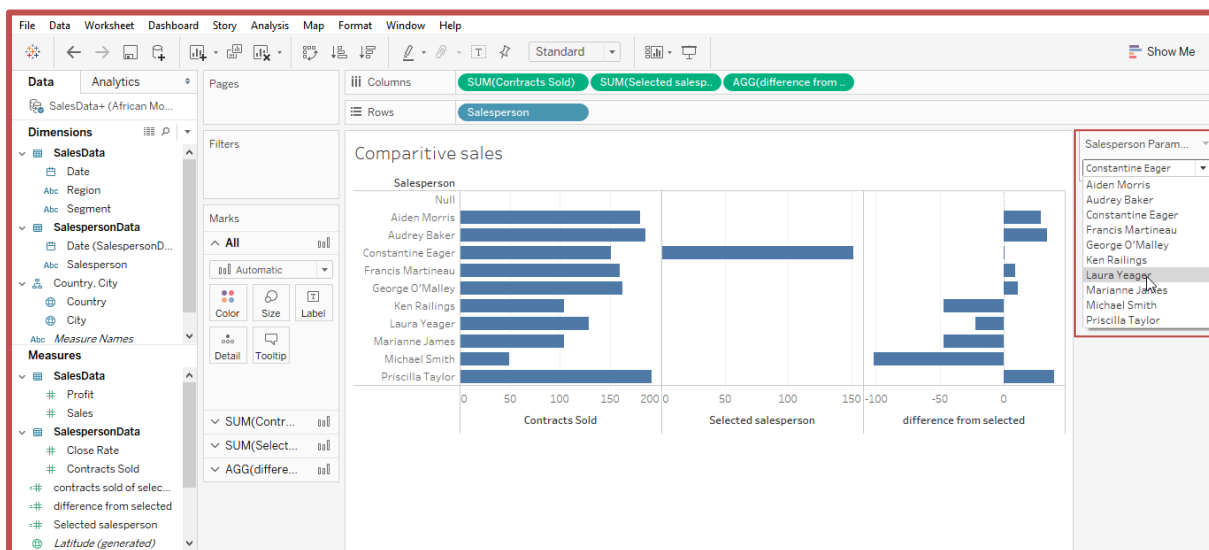 File Data Worksheet Dashboard Story Analysis Map Format Window Help
Standard
Show Me
Data Analytics
SalesData+ (African Mo...
Dimensions
SalesData
Date
Abc Region
Abc Segment
SalespersonData
Date (SalespersonD...
Abc Salesperson
Country, City
Country
City
Abc Measure Names
Measures
SalesData
# Profit
# Sales
SalespersonData
# Close Rate
# Contracts Sold
=# contracts sold of selec...
=# difference from selected
=# Selected salesperson
Latitude (generated)
Pages
Filters
Marks
All
Automatic
Color Size Label
Detail Tooltip
SUM(Contr...
SUM(Select...
AGG(differe...
iii Columns SUM(Contracts Sold) SUM(Selected salesp.. AGG(difference from ..
Rows Salesperson
Comparitive sales
Salesperson
Null
Aiden Morris
Audrey Baker
Constantine Eager
Francis Martineau
George O'Malley
Ken Railings
Laura Yeager
Marianne James
Michael Smith
Priscilla Taylor
0 50 100 150 200 0 50 100 150 -100 -50 0
Contracts Sold Selected salesperson difference from selected
Salesperson Param...
Constantine Eager
Aiden Morris
Audrey Baker
Constantine Eager
Francis Martineau
George O'Malley
Ken Railings
Laura Yeager
Marianne James
Michael Smith
Priscilla Taylor